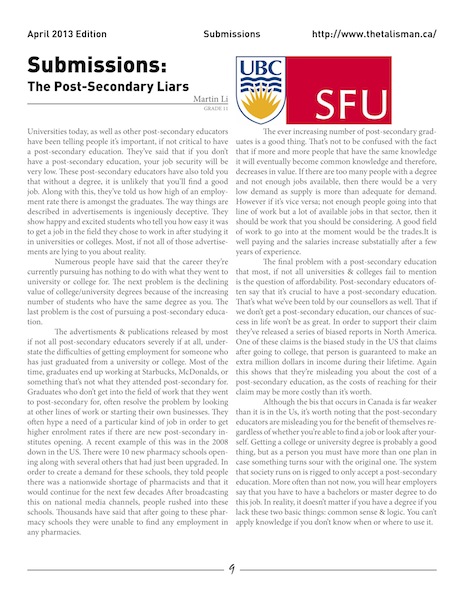 April 2013 Edition
Submissions
http://www.thetalisman.ca/
Submissions:
The Post-Secondary Liars
Martin Li
GRADE 11
UBC
SFU
Universities today, as well as other post-secondary educators
have been telling people it's important, if not critical to have
a post-secondary education. They've said that if you don't
have a post-secondary education, your job security will be
very low. These post-secondary educators have also told you
that without a degree, it is unlikely that you'll find a good
job. Along with this, they've told us how high of an employ-
ment rate there is amongst the graduates. The way things are
described in advertisements is ingeniously deceptive. They
show happy and excited students who tell you how easy it was
to get a job in the field they chose to work in after studying it
in universities or colleges. Most, if not all of those advertise-
ments are lying to you about reality.
Numerous people have said that the career they're
currently pursuing has nothing to do with what they went to
university or college for. The next problem is the declining
value of college/university degrees because of the increasing
number of students who have the same degree as you. The
last problem is the cost of pursuing a post-secondary educa-
tion.
The advertisments & publications released by most
if not all post-secondary educators severely if at all, under-
state the difficulties of getting employment for someone who
has just graduated from a university or college. Most of the
time, graduates end up working at Starbucks, McDonalds, or
something that's not what they attended post-secondary for.
Graduates who don't get into the field of work that they went
to post-secondary for, often resolve the problem by looking
at other lines of work or starting their own businesses. They
often hype a need of a particular kind of job in order to get
higher enrolment rates if there are new post-secondary in-
stitutes opening. A recent example of this was in the 2008
down in the US. There were 10 new pharmacy schools open-
ing along with several others that had just been upgraded. In
order to create a demand for these schools, they told people
there was a nationwide shortage of pharmacists and that it
would continue for the next few decades After broadcasting
this on national media channels, people rushed into these
schools. Thousands have said that after going to these phar-
macy schools they were unable to find any employment in
any pharmacies.
The ever increasing number of post-secondary grad-
uates is a good thing. That's not to be confused with the fact
that if more and more people that have the same knowledge
it will eventually become common knowledge and therefore,
decreases in value. If there are too many people with a degree
and not enough jobs available, then there would be a very
low demand as supply is more than adequate for demand.
However if it's vice versa; not enough people going into that
line of work but a lot of available jobs in that sector, then it
should be work that you should be considering. A good field
of work to go into at the moment would be the trades.It is
well paying and the salaries increase substatially after a few
years of experience.
The final problem with a post-secondary education
that most, if not all universities & colleges fail to mention
is the question of affordability. Post-secondary educators of-
ten say that it's crucial to have a post-secondary education.
That's what we've been told by our counsellors as well. That if
we don't get a post-secondary education, our chances of suc-
cess in life won't be as great. In order to support their claim
they've released a series of biased reports in North America.
One of these claims is the biased study in the US that claims
after going to college, that person is guaranteed to make an
extra million dollars in income during their lifetime. Again
this shows that they're misleading you about the cost of a
post-secondary education, as the costs of reaching for their
claim may be more costly than it's worth.
Although the bias that occurs in Canada is far weaker
than it is in the Us, it's worth noting that the post-secondary
educators are misleading you for the benefit of themselves re-
gardless of whether you're able to find a job or look after your-
self. Getting a college or university degree is probably a good
thing, but as a person you must have more than one plan in
case something turns sour with the original one. The system
that society runs on is rigged to only accept a post-secondary
education. More often than not now, you will hear employers
say that you have to have a bachelors or master degree to do
this job. In reality, it doesn't matter if you have a degree if you
lack these two basic things: common sense & logic. You can't
apply knowledge if you don't know when or where to use it.
9